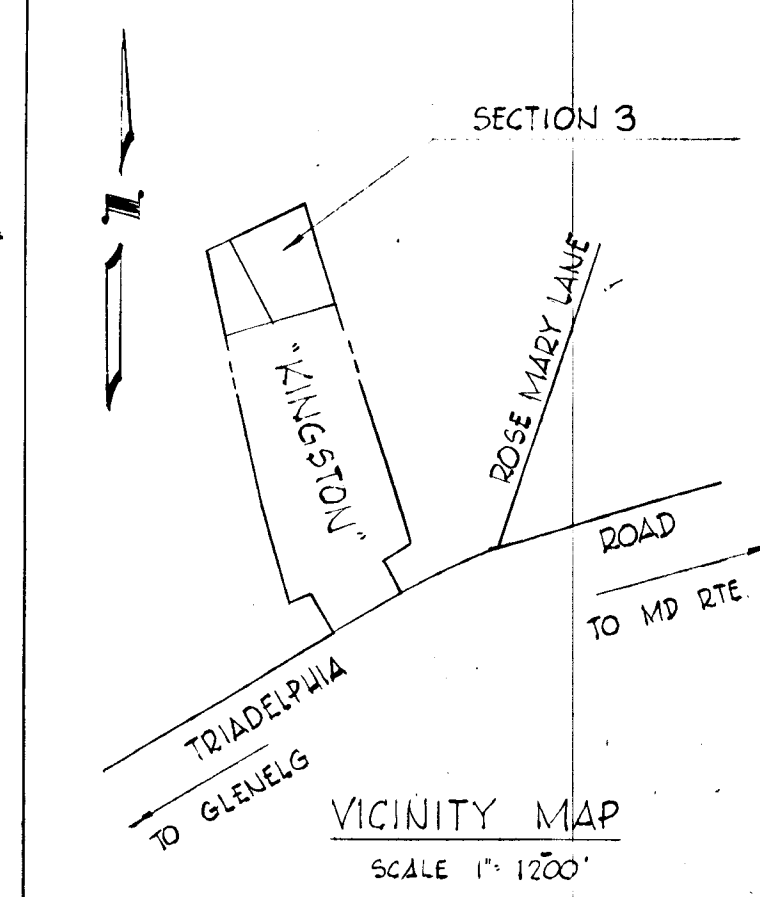 SECTION 3
N
ROSE MARY LANE
"KINGSTON"
ROAD
TO MD RTE.
TRIADELPHIA
TO GLENELG
VICINITY MAP
SCALE 1"= 1200'